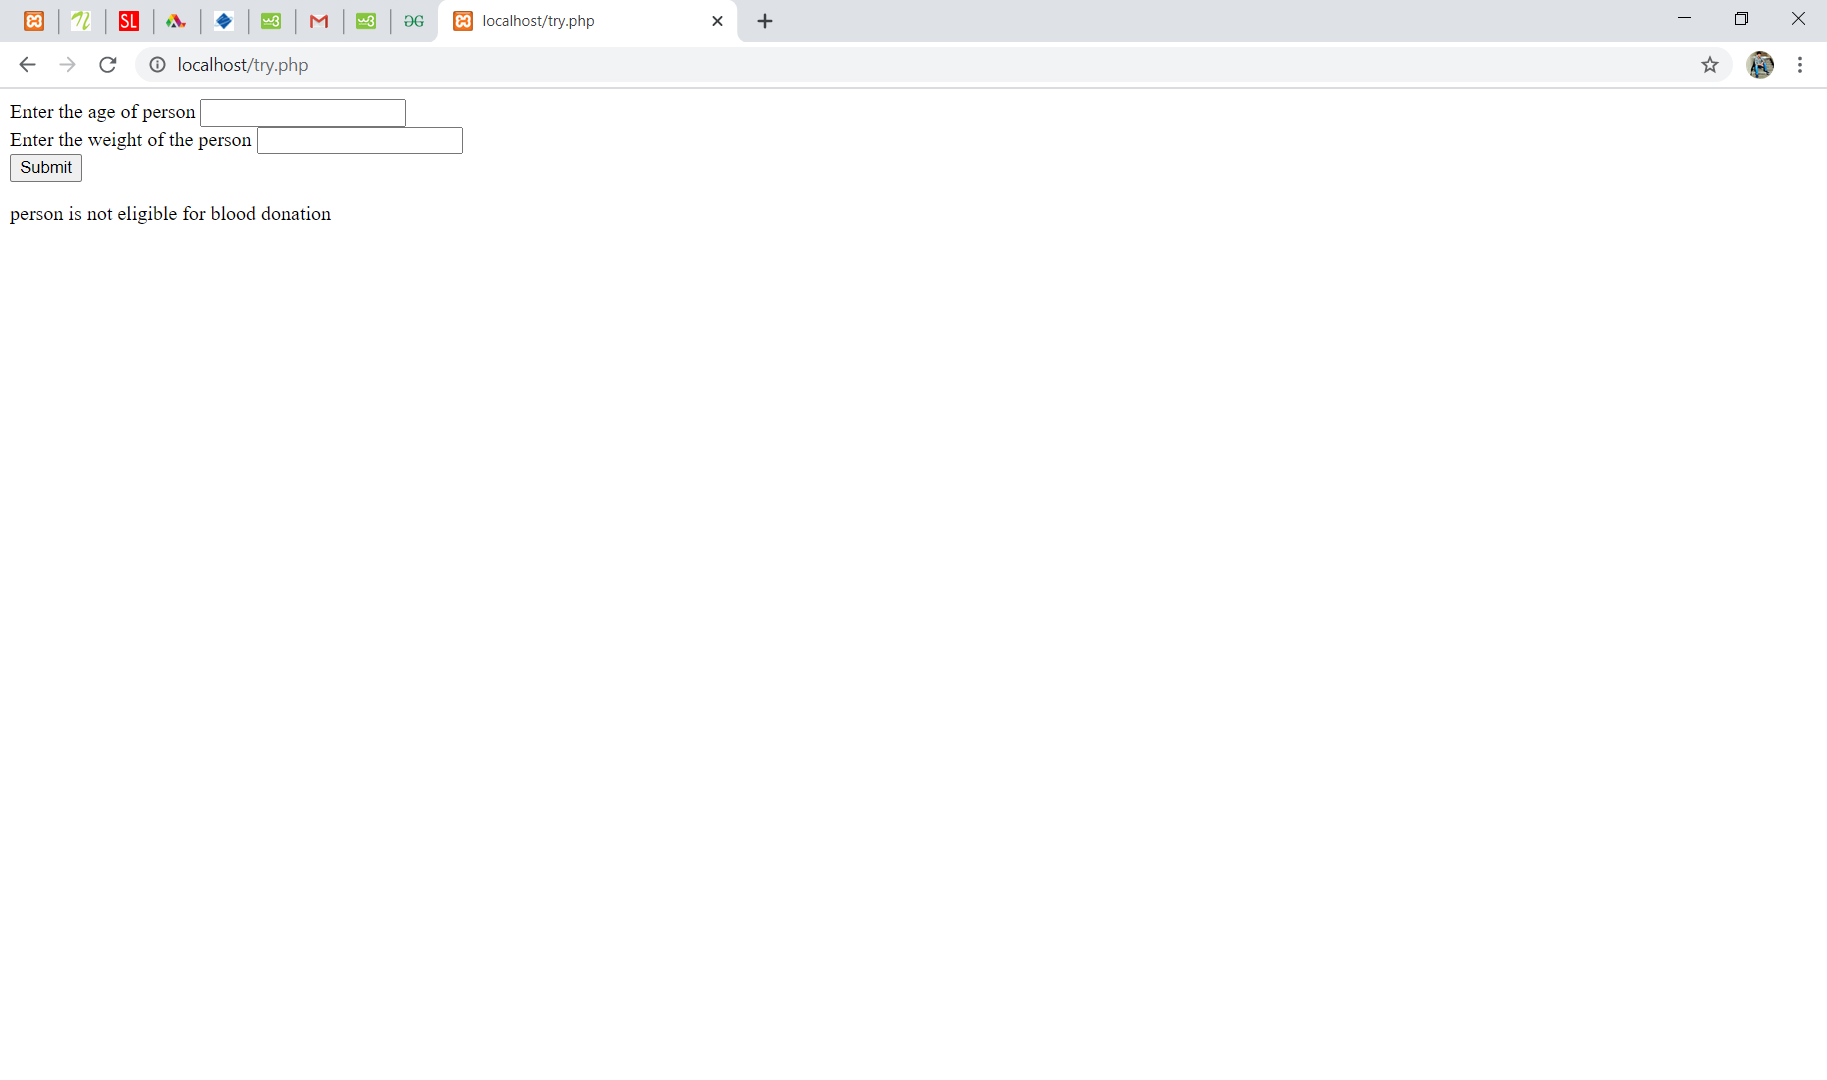 SL
localhost/try.php
localhost/try.php
Enter the age of person
Enter the weight of the person
Submit
person is not eligible for blood donation